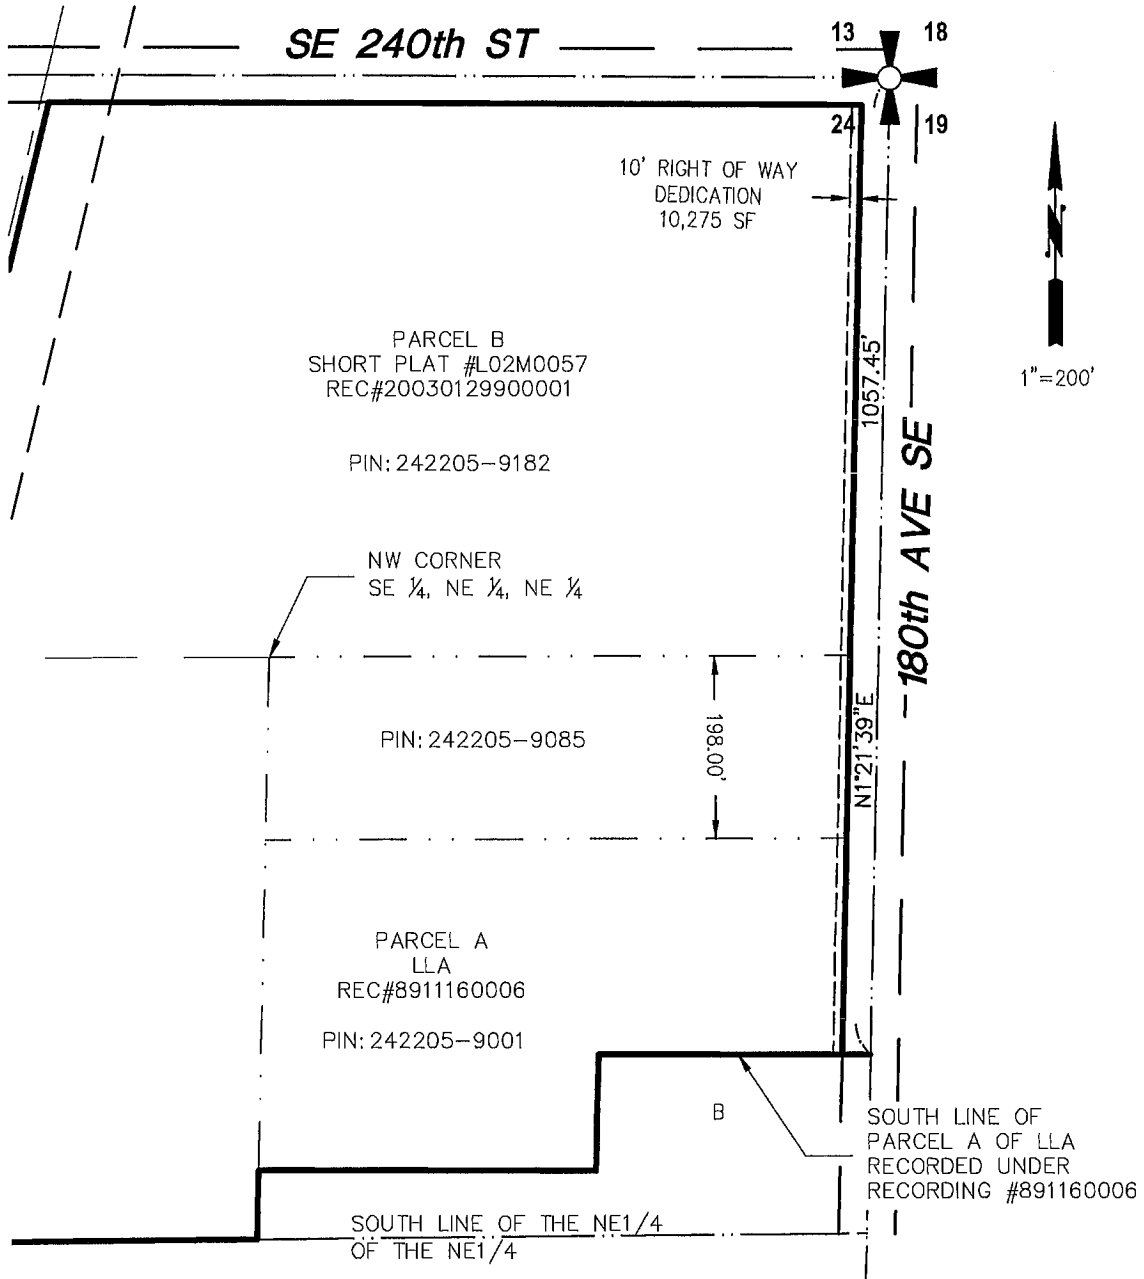 SE 240th ST
13
18
24
19
10' RIGHT OF WAY
DEDICATION
10,275 SF
N
1"=200'
PARCEL B
SHORT PLAT #L02M0057
REC#20030129900001
PIN: 242205-9182
1057.45'
180th AVE SE
NW CORNER
SE ¼, NE ¼, NE ¼
PIN: 242205-9085
198.00'
N1°21'39"E
PARCEL A
LLA
REC#8911160006
PIN: 242205-9001
B
SOUTH LINE OF
PARCEL A OF LLA
RECORDED UNDER
RECORDING #891160006
SOUTH LINE OF THE NE1/4
OF THE NE1/4